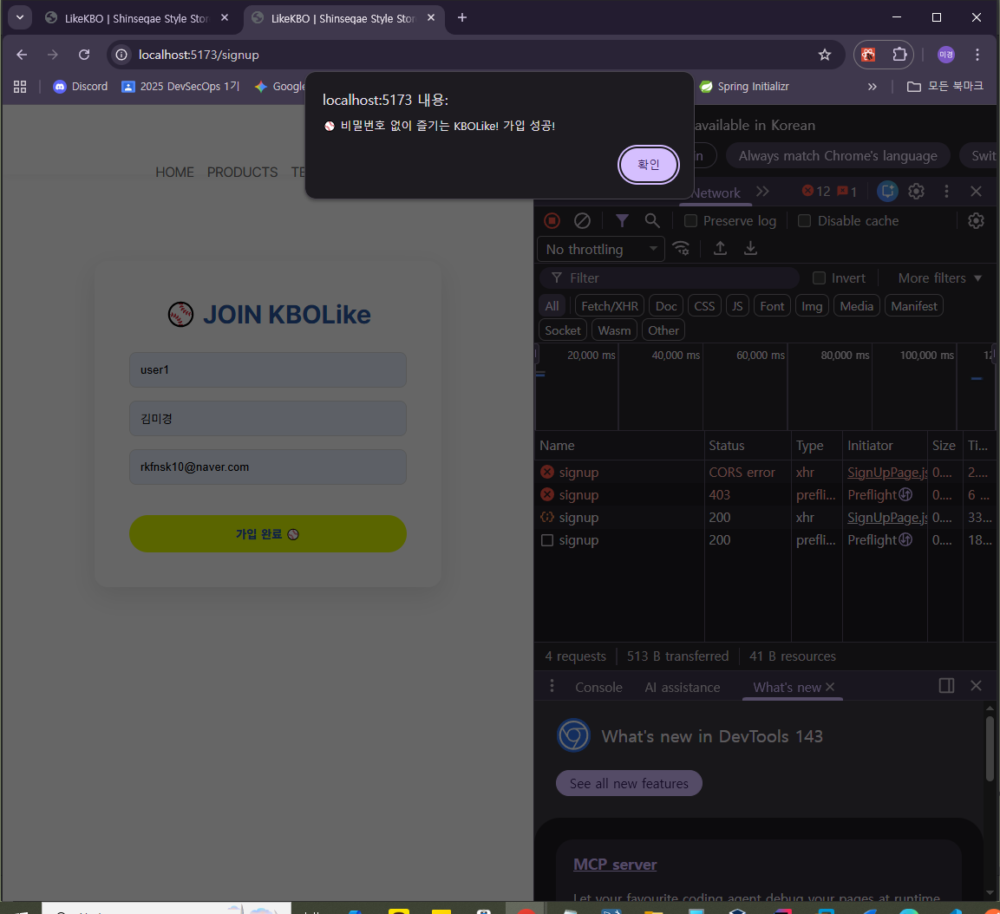 LikeKBO | Shinsegae Style Stor
LikeKBO | Shinsegae Style Stor
localhost:5173/signup
미경
Discord
2025 DevSecOps 1기
Google
Spring Initializr
모든 북마크
localhost:5173 내용:
⚾ 비밀번호 없이 즐기는 KBOLike! 가입 성공!
확인
available in Korean
in
Always match Chrome's language
Swit
HOME PRODUCTS TE
Network
12
1
Preserve log
Disable cache
No throttling
Filter
Invert
More filters
All Fetch/XHR Doc CSS JS Font Img Media Manifest
Socket Wasm Other
20,000 ms 40,000 ms 60,000 ms 80,000 ms 100,000 ms 12
⚾ JOIN KBOLike
user1
김미경
rkfnsk10@naver.com
가입 완료 ⚾
Name Status Type Initiator Size Ti...
signup CORS error xhr SignUpPage.js 0.... 2....
signup 403 prefli... Preflight 0.... 6 ...
signup 200 xhr SignUpPage.js 0.... 33...
signup 200 prefli... Preflight 0.... 18...
4 requests 513 B transferred 41 B resources
Console AI assistance What's new
What's new in DevTools 143
See all new features
MCP server
Let your favourite coding agent debug your pages at runtime